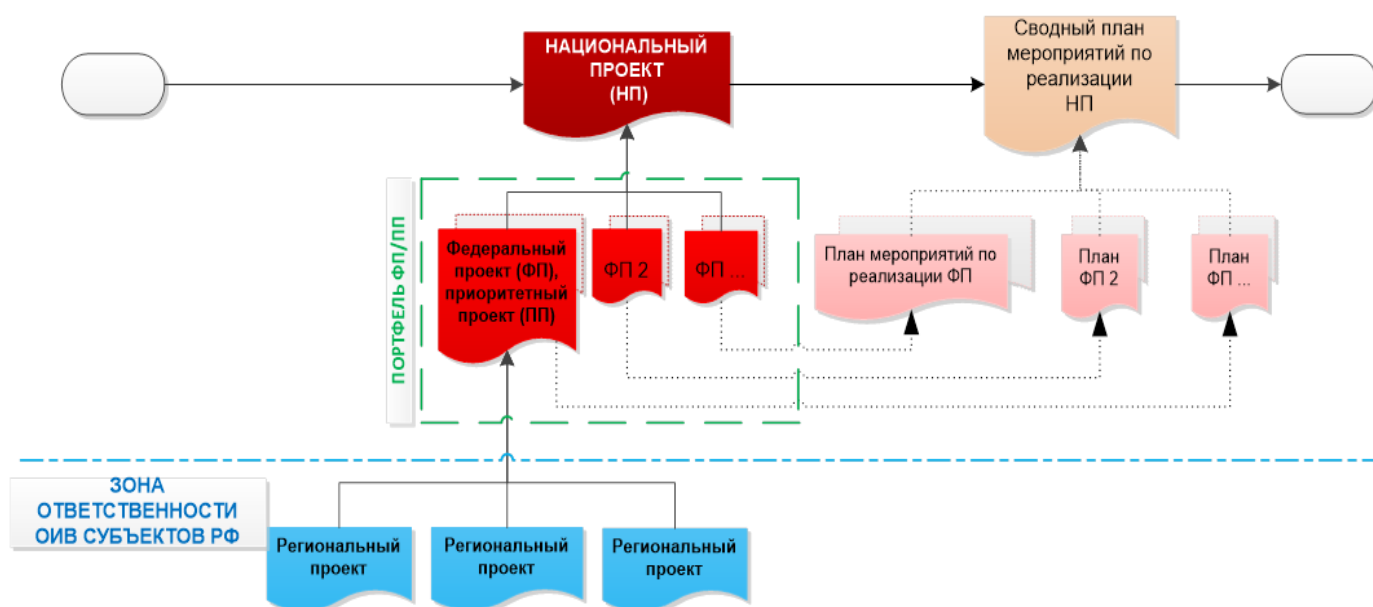 НАЦИОНАЛЬНЫЙ
ПРОЕКТ
(НП)
Сводный план
мероприятий по
реализации
НП
ПОРТФЕЛЬ ФП/ПП
Федеральный
проект (ФП),
приоритетный
проект (ПП)
ФП 2
ФП ...
План мероприятий по
реализации ФП
План
ФП 2
План
ФП ...
ЗОНА
ОТВЕТСТВЕННОСТИ
ОИВ СУБЪЕКТОВ РФ
Региональный
проект
Региональный
проект
Региональный
проект